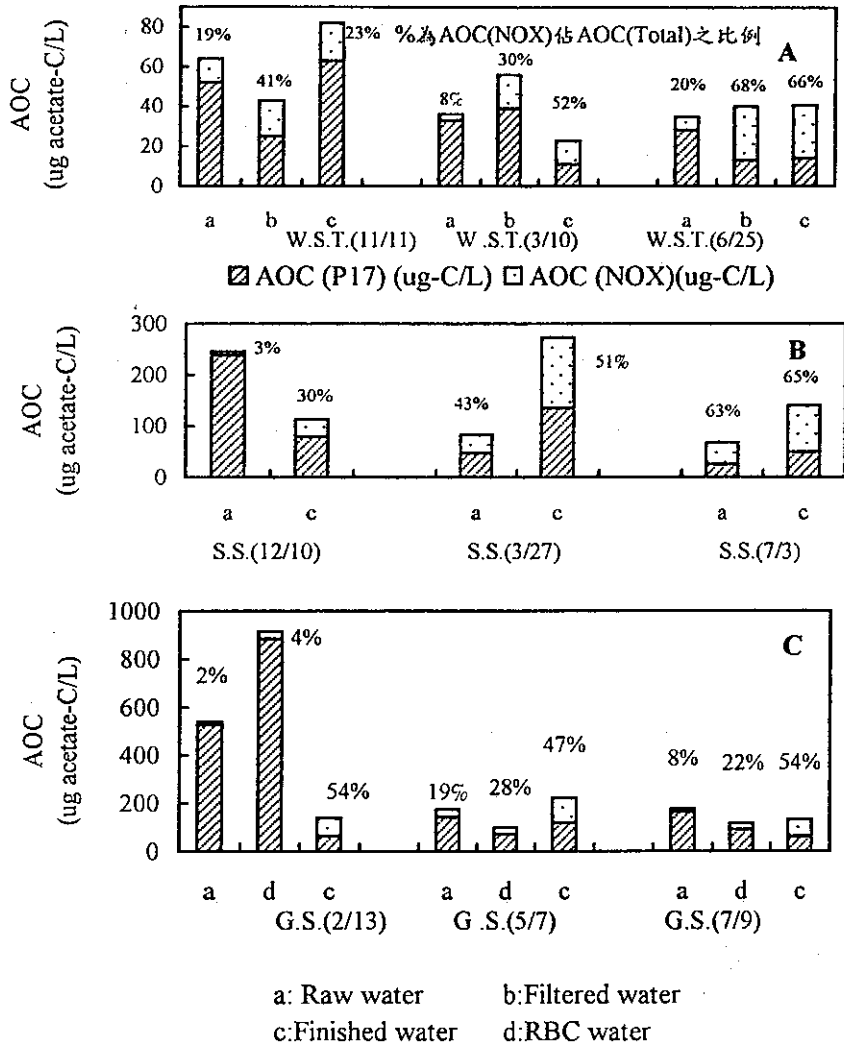 80
60
40
20
0
AOC
(ug acetate-C/L)
%為AOC(NOX)佔AOC(Total)之比例
A
19%
41%
23%
8%
30%
52%
20%
68%
66%
a b c a b c a b c
W.S.T.(11/11) W .S.T.(3/10) W.S.T.(6/25)
AOC (P17) (ug-C/L) AOC (NOX)(ug-C/L)
300
200
100
0
AOC
(ug acetate-C/L)
B
3%
30%
43%
51%
63%
65%
a c a c a c
S.S.(12/10) S.S.(3/27) S.S.(7/3)
1000
800
600
400
200
0
AOC
(ug acetate-C/L)
C
2%
4%
54%
19%
28%
47%
8%
22%
54%
a d c a d c a d c
G.S.(2/13) G .S.(5/7) G.S.(7/9)
a: Raw water b:Filtered water
c:Finished water d:RBC water